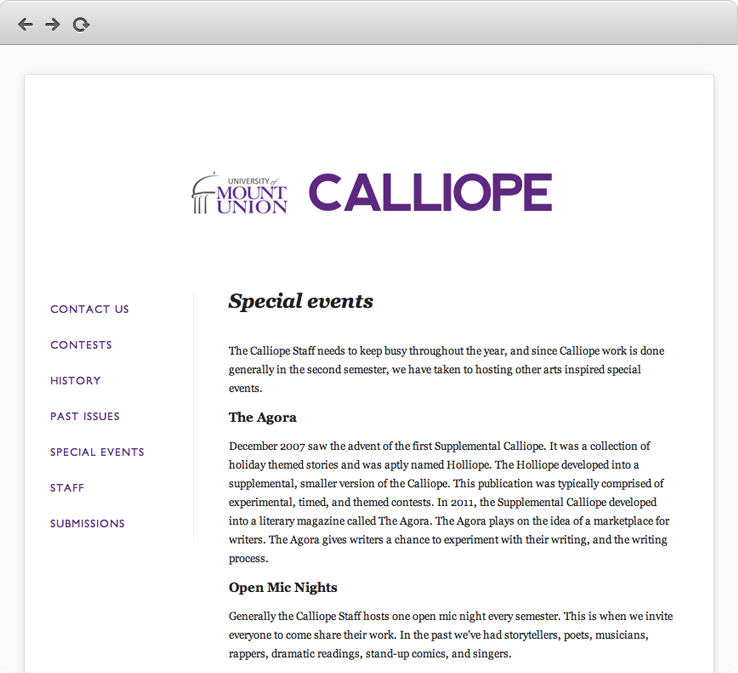 UNIVERSITY of
MOUNT
UNION
CALLIOPE
CONTACT US
CONTESTS
HISTORY
PAST ISSUES
SPECIAL EVENTS
STAFF
SUBMISSIONS
Special events
The Calliope Staff needs to keep busy throughout the year, and since Calliope work is done
generally in the second semester, we have taken to hosting other arts inspired special
events.
The Agora
December 2007 saw the advent of the first Supplemental Calliope. It was a collection of
holiday themed stories and was aptly named Holliope. The Holliope developed into a
supplemental, smaller version of the Calliope. This publication was typically comprised of
experimental, timed, and themed contests. In 2011, the Supplemental Calliope developed
into a literary magazine called The Agora. The Agora plays on the idea of a marketplace for
writers. The Agora gives writers a chance to experiment with their writing, and the writing
process.
Open Mic Nights
Generally the Calliope Staff hosts one open mic night every semester. This is when we invite
everyone to come share their work. In the past we've had storytellers, poets, musicians,
rappers, dramatic readings, stand-up comics, and singers.